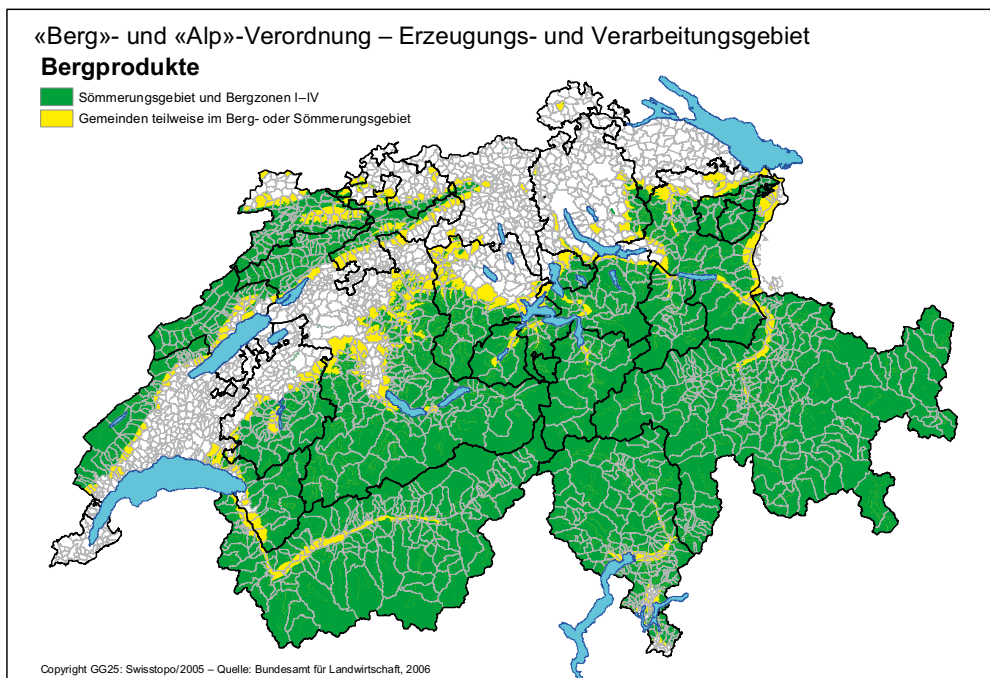 «Berg»- und «Alp»-Verordnung – Erzeugungs- und Verarbeitungsgebiet
Bergprodukte
Sömmerungsgebiet und Bergzonen I–IV
Gemeinden teilweise im Berg- oder Sömmerungsgebiet
Copyright GG25: Swisstopo/2005 – Quelle: Bundesamt für Landwirtschaft, 2006